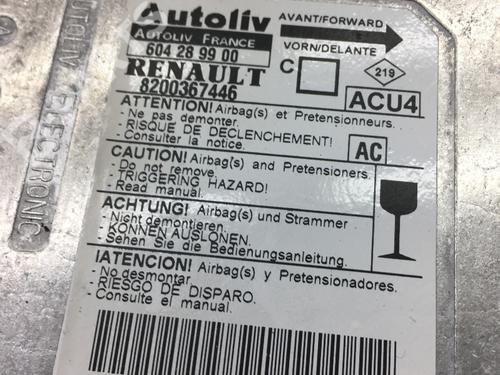 Autoliv
AUTOLIV FRANCE
604 28 99 00
RENAULT
8200367446
AVANT/FORWARD
VORN/DELANTE
C
219
ACU4
ATTENTION! Airbag(s) et Pretensionneurs.
- Ne pas demonter.
- RISQUE DE DECLENCHEMENT!
- Consulter la notice.
AC
CAUTION! Airbag(s) and Pretensioners.
- Do not remove.
- TRIGGERING HAZARD!
- Read manual.
ACHTUNG! Airbag(s) und Strammer
- Nicht demontieren.
- KÖNNEN AUSLÖNEN.
- Sehen Sie die Bedienungsanleitung.
¡ATENCION! Airbag(s) y Pretensionadores.
- No desmontar.
- RIESGO DE DISPARO.
- Consulte el manual.
AUTOLIV ELECTRONIC